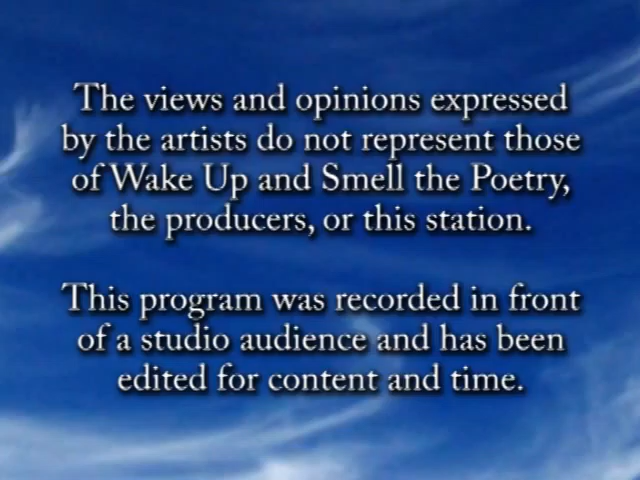 The views and opinions expressed
by the artists do not represent those
of Wake Up and Smell the Poetry,
the producers, or this station.
This program was recorded in front
of a studio audience and has been
edited for content and time.